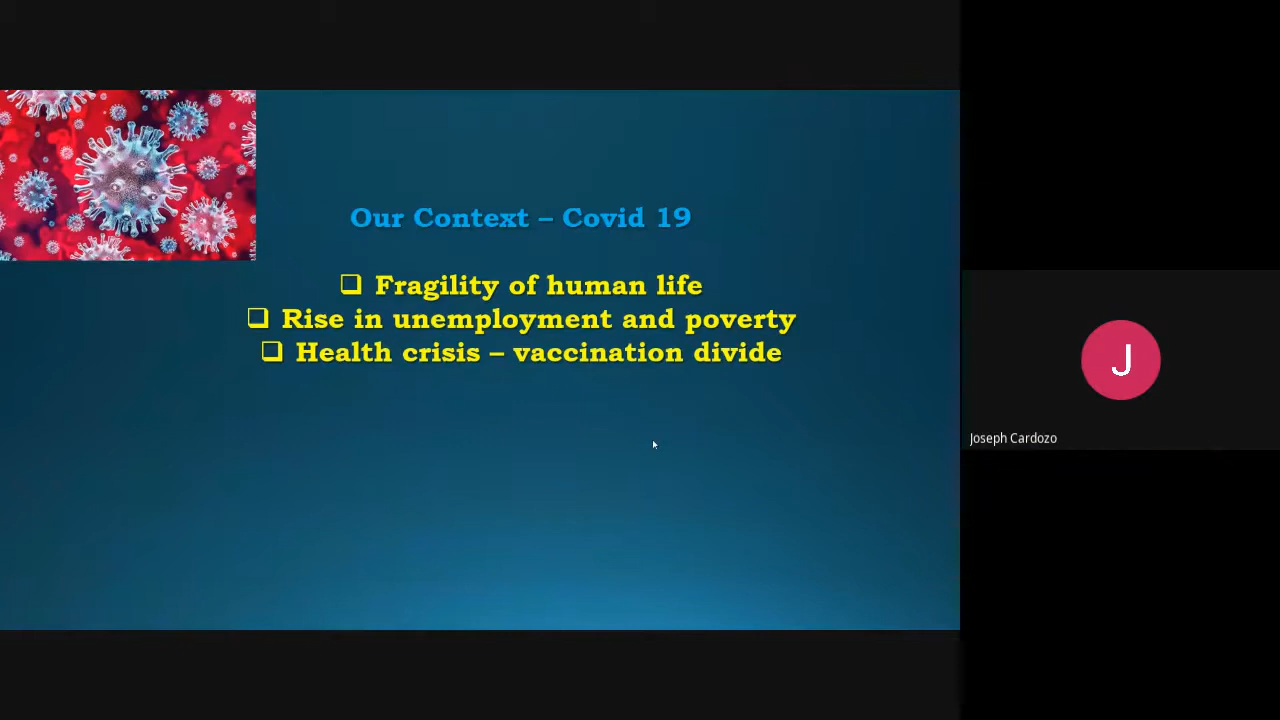 Our Context – Covid 19
❑ Fragility of human life
❑ Rise in unemployment and poverty
❑ Health crisis – vaccination divide
J
Joseph Cardozo